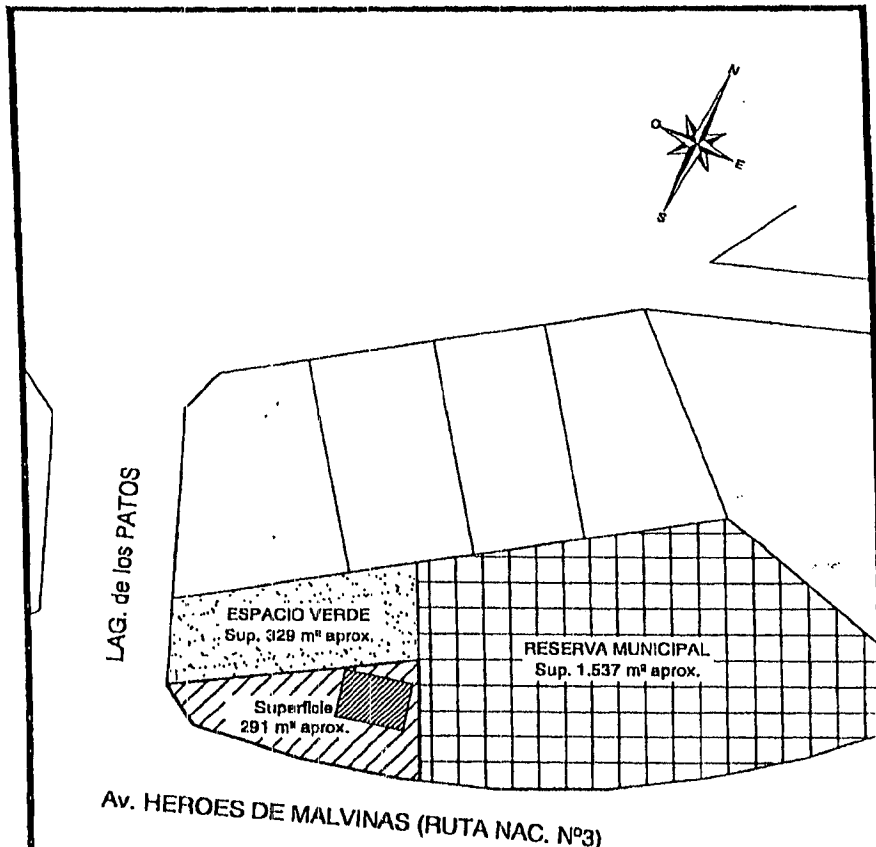 N
O
E
S
LAG. de los PATOS
ESPACIO VERDE
Sup. 329 m² aprox.
RESERVA MUNICIPAL
Sup. 1.537 m² aprox.
Superficie
291 m² aprox.
Av. HEROES DE MALVINAS (RUTA NAC. Nº3)